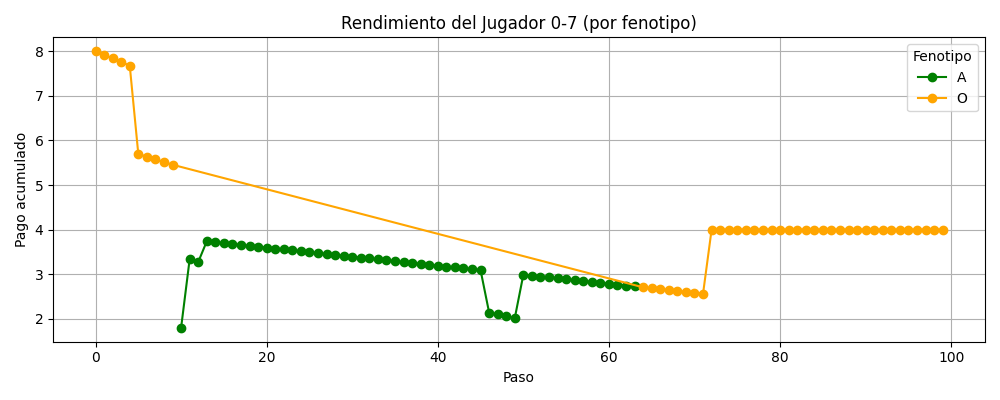 Rendimiento del Jugador 0-7 (por fenotipo)
Pago acumulado
8
7
6
5
4
3
2
0
20
40
60
80
100
Paso
Fenotipo
A
O